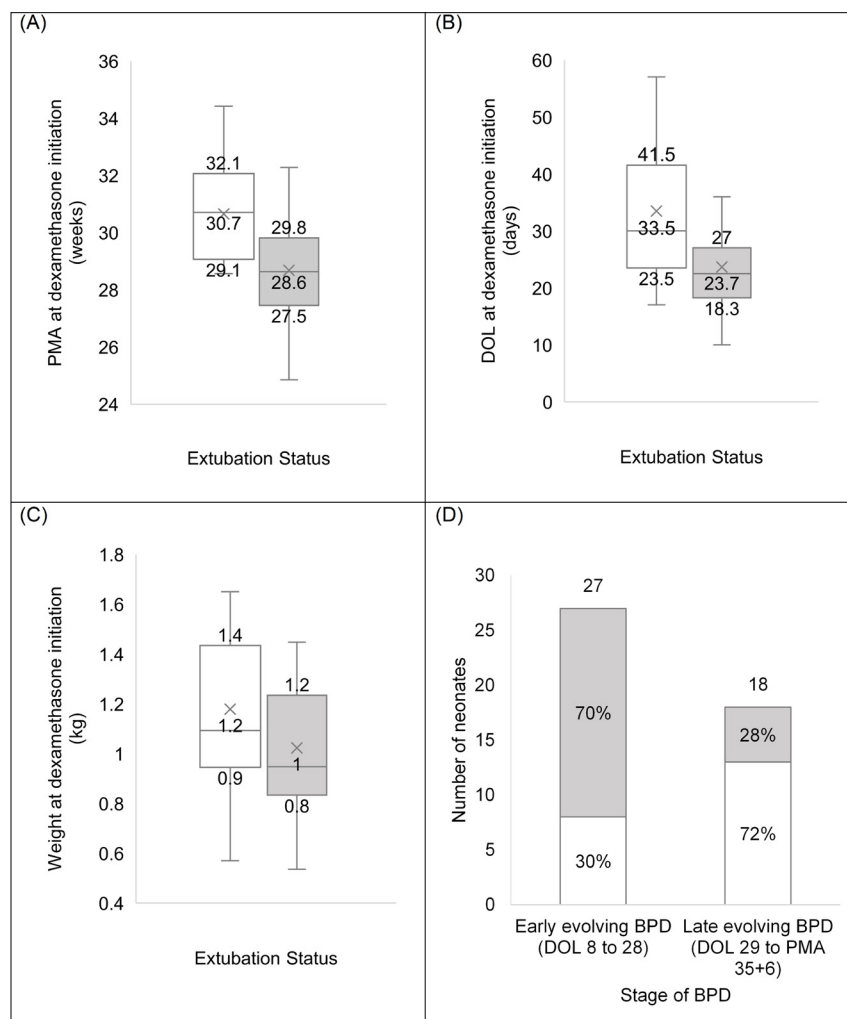 (A)
PMA at dexamethasone initiation
(weeks)
36
34
32
30
28
26
24
32.1
30.7
29.1
29.8
28.6
27.5
Extubation Status
(B)
DOL at dexamethasone initiation
(days)
60
50
40
30
20
10
0
41.5
33.5
23.5
27
23.7
18.3
Extubation Status
(C)
Weight at dexamethasone initiation
(kg)
1.8
1.6
1.4
1.2
1
0.8
0.6
0.4
1.4
1.2
0.9
1.2
1
0.8
Extubation Status
(D)
Number of neonates
30
25
20
15
10
5
0
27
70%
30%
18
28%
72%
Early evolving BPD
(DOL 8 to 28)
Late evolving BPD
(DOL 29 to PMA
35+6)
Stage of BPD